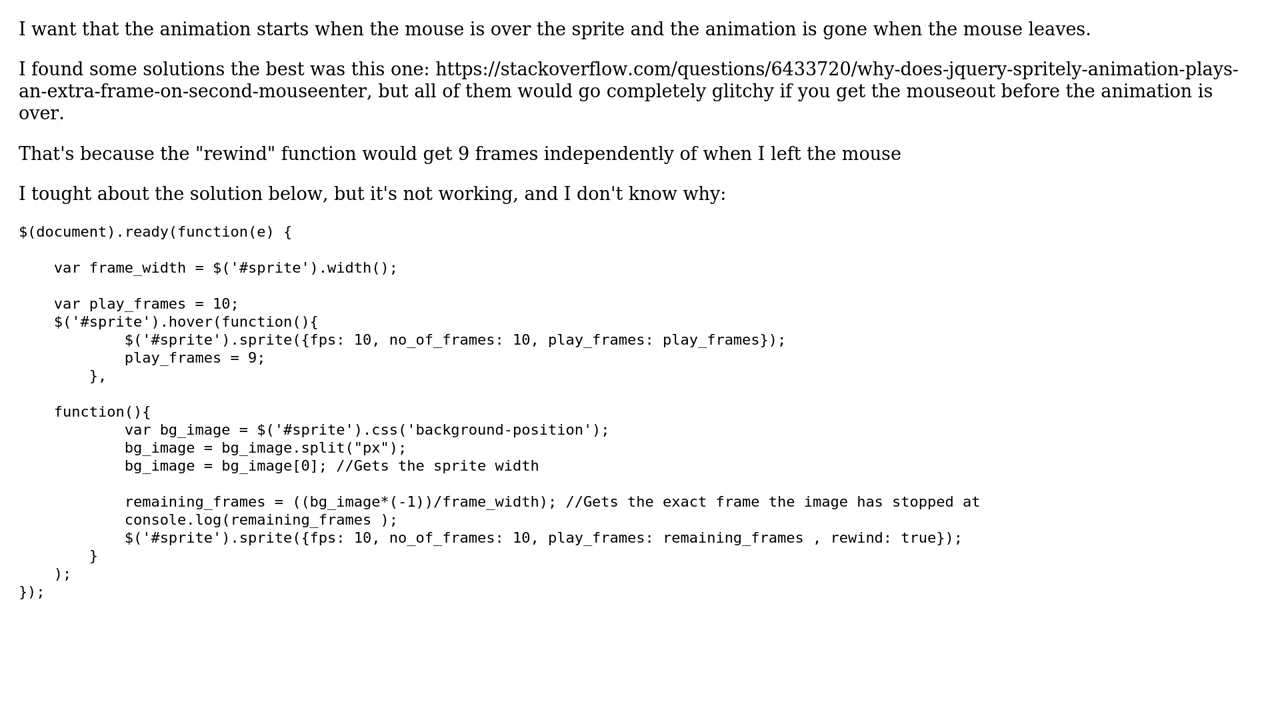 I want that the animation starts when the mouse is over the sprite and the animation is gone when the mouse leaves.
I found some solutions the best was this one: https://stackoverflow.com/questions/6433720/why-does-jquery-spritely-animation-plays-
an-extra-frame-on-second-mouseenter, but all of them would go completely glitchy if you get the mouseout before the animation is
over.
That's because the "rewind" function would get 9 frames independently of when I left the mouse
I tought about the solution below, but it's not working, and I don't know why:
$(document).ready(function(e) {
    var frame_width = $('#sprite').width();
    var play_frames = 10;
    $('#sprite').hover(function(){
            $('#sprite').sprite({fps: 10, no_of_frames: 10, play_frames: play_frames});
            play_frames = 9;
        },
    function(){
            var bg_image = $('#sprite').css('background-position');
            bg_image = bg_image.split("px");
            bg_image = bg_image[0]; //Gets the sprite width
            remaining_frames = ((bg_image*(-1))/frame_width); //Gets the exact frame the image has stopped at
            console.log(remaining_frames );
            $('#sprite').sprite({fps: 10, no_of_frames: 10, play_frames: remaining_frames , rewind: true});
        }
    );
});